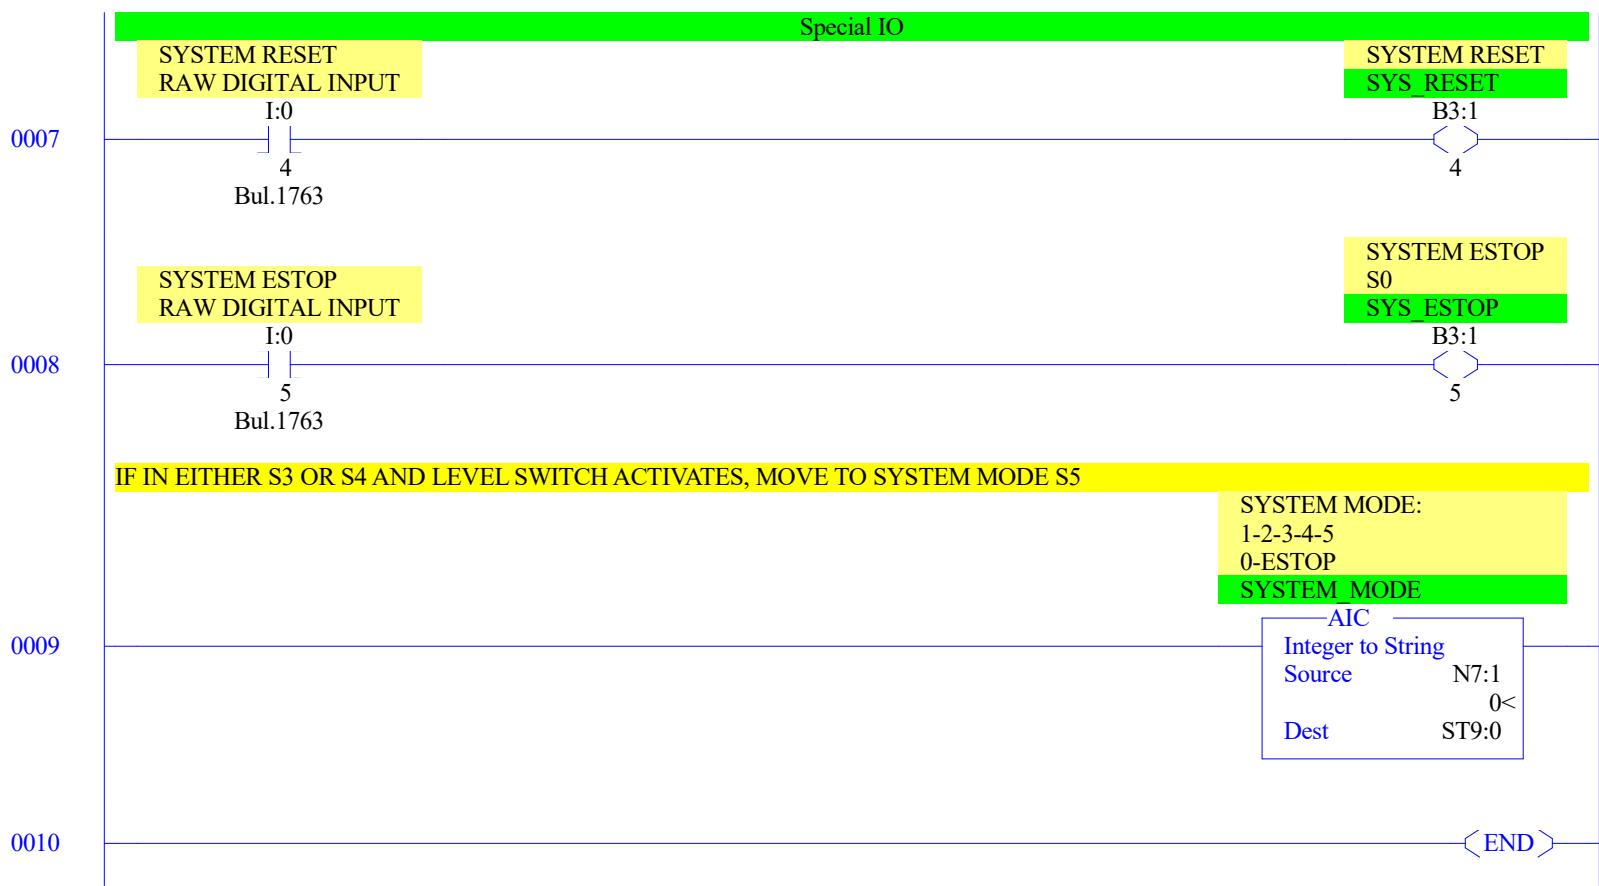 Special IO
SYSTEM RESET
RAW DIGITAL INPUT
I:0
4
Bul.1763
SYSTEM RESET
SYS_RESET
B3:1
4
0007
SYSTEM ESTOP
RAW DIGITAL INPUT
I:0
5
Bul.1763
SYSTEM ESTOP
S0
SYS_ESTOP
B3:1
5
0008
IF IN EITHER S3 OR S4 AND LEVEL SWITCH ACTIVATES, MOVE TO SYSTEM MODE S5
SYSTEM MODE:
1-2-3-4-5
0-ESTOP
SYSTEM_MODE
0009
AIC
Integer to String
Source N7:1
0<
Dest ST9:0
0010
END